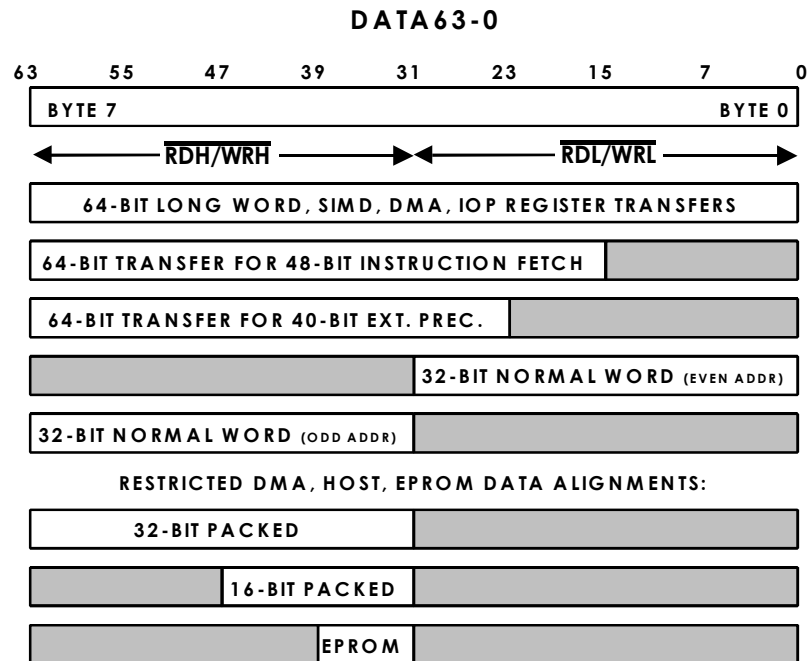 DATA63-0
63 55 47 39 31 23 15 7 0
BYTE 7 BYTE 0
RDH/WRH RDL/WRL
64-BIT LONG WORD, SIMD, DMA, IOP REGISTER TRANSFERS
64-BIT TRANSFER FOR 48-BIT INSTRUCTION FETCH
64-BIT TRANSFER FOR 40-BIT EXT. PREC.
32-BIT NORMAL WORD (EVEN ADDR)
32-BIT NORMAL WORD (ODD ADDR)
RESTRICTED DMA, HOST, EPROM DATA ALIGNMENTS:
32-BIT PACKED
16-BIT PACKED
EPROM